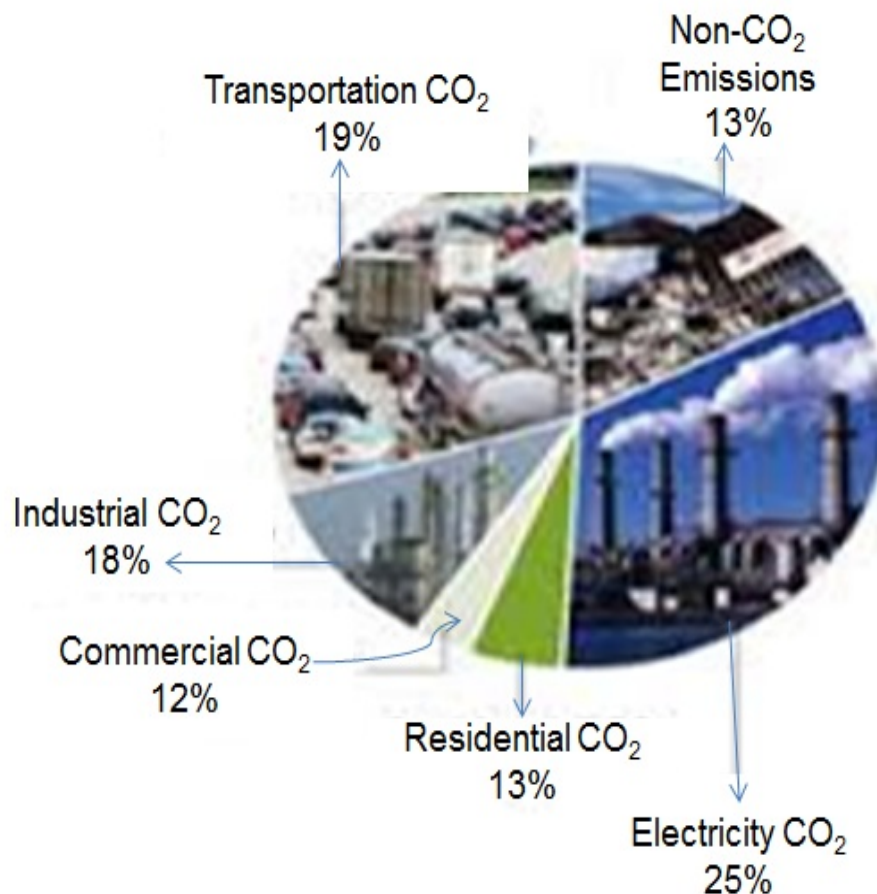 Non-CO₂
Emissions
13%
Transportation CO₂
19%
Industrial CO₂
18%
Commercial CO₂
12%
Residential CO₂
13%
Electricity CO₂
25%